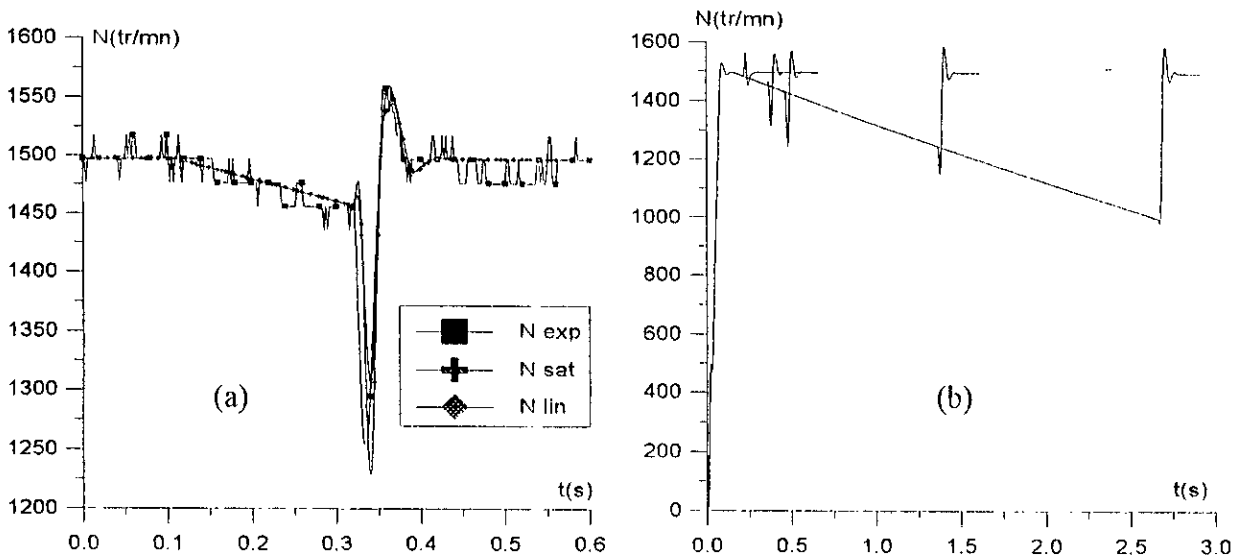 N(tr/mn)
1600
1550
1500
1450
1400
1350
1300
1250
1200
0.0 0.1 0.2 0.3 0.4 0.5 0.6
t(s)
(a)
N exp
N sat
N lin
N(tr/mn)
1600
1400
1200
1000
800
600
400
200
0
0.0 0.5 1.0 1.5 2.0 2.5 3.0
t(s)
(b)